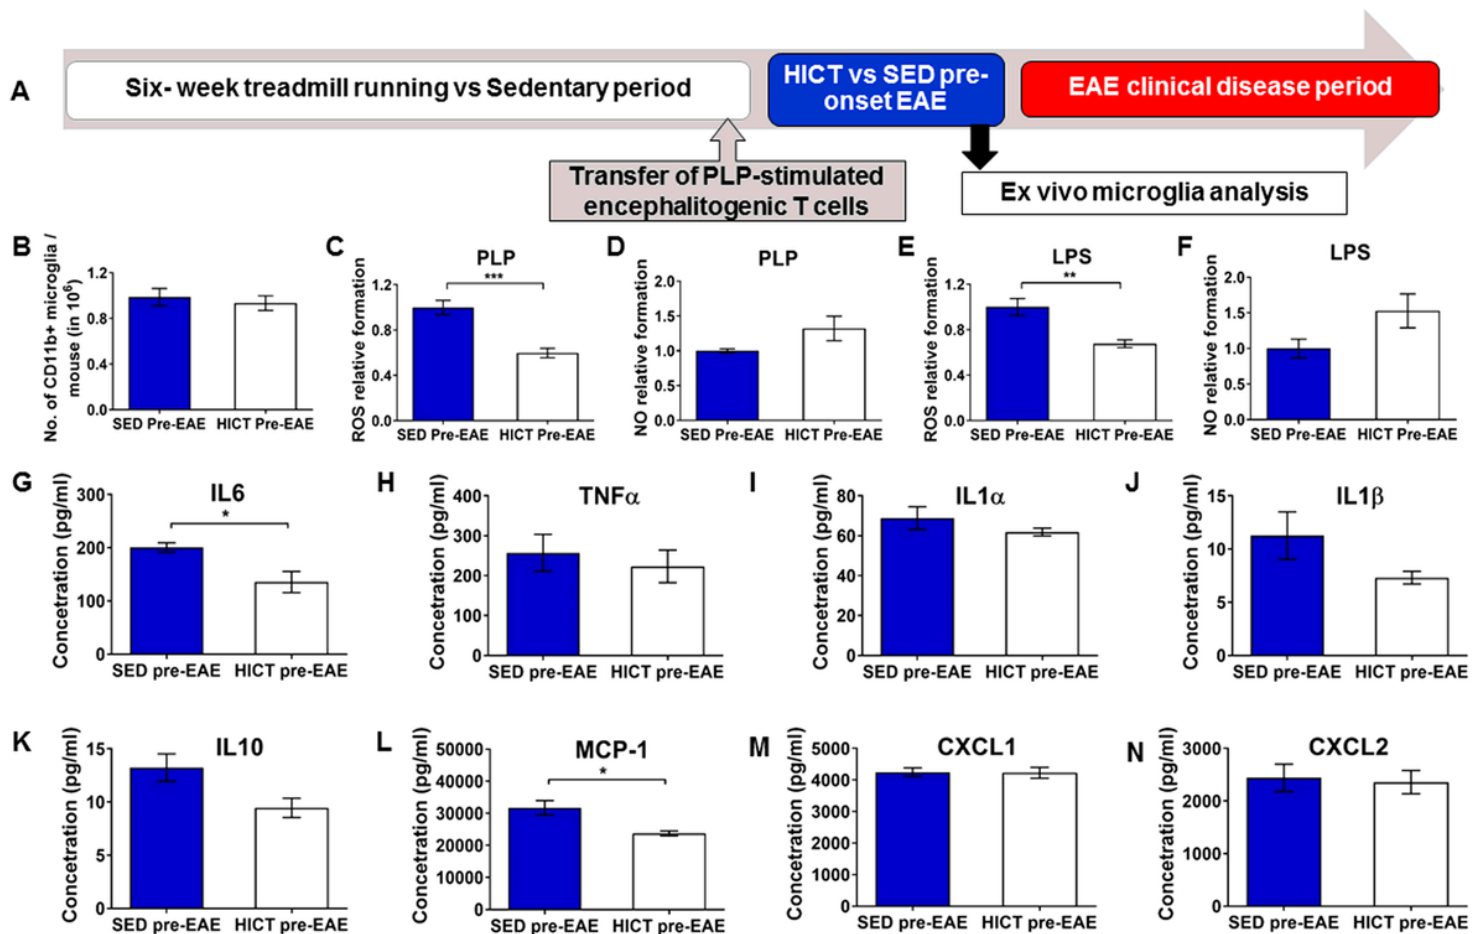 A
Six- week treadmill running vs Sedentary period
HICT vs SED pre-
onset EAE
EAE clinical disease period
Transfer of PLP-stimulated
encephalitogenic T cells
Ex vivo microglia analysis
B
No. of CD11b+ microglia /
mouse (in 10⁶)
1.2
0.8
0.4
0.0
SED Pre-EAE HICT Pre-EAE
C
PLP
***
ROS relative formation
1.2
0.8
0.4
0.0
SED Pre-EAE HICT Pre-EAE
D
PLP
NO relative formation
2.0
1.5
1.0
0.5
0.0
SED Pre-EAE HICT Pre-EAE
E
LPS
**
ROS relative formation
1.2
0.8
0.4
0.0
SED Pre-EAE HICT Pre-EAE
F
LPS
NO relative formation
2.0
1.5
1.0
0.5
0.0
SED Pre-EAE HICT Pre-EAE
G
IL6
*
Concetration (pg/ml)
300
200
100
0
SED pre-EAE HICT pre-EAE
H
TNFα
Concetration (pg/ml)
400
300
200
100
0
SED pre-EAE HICT pre-EAE
I
IL1α
Concetration (pg/ml)
80
60
40
20
0
SED pre-EAE HICT pre-EAE
J
IL1β
Concetration (pg/ml)
15
10
5
0
SED pre-EAE HICT pre-EAE
K
IL10
Concetration (pg/ml)
15
10
5
0
SED pre-EAE HICT pre-EAE
L
MCP-1
*
Concetration (pg/ml)
50000
40000
30000
20000
10000
0
SED pre-EAE HICT pre-EAE
M
CXCL1
Concetration (pg/ml)
5000
4000
3000
2000
1000
0
SED pre-EAE HICT pre-EAE
N
CXCL2
Concetration (pg/ml)
3000
2000
1000
0
SED pre-EAE HICT pre-EAE